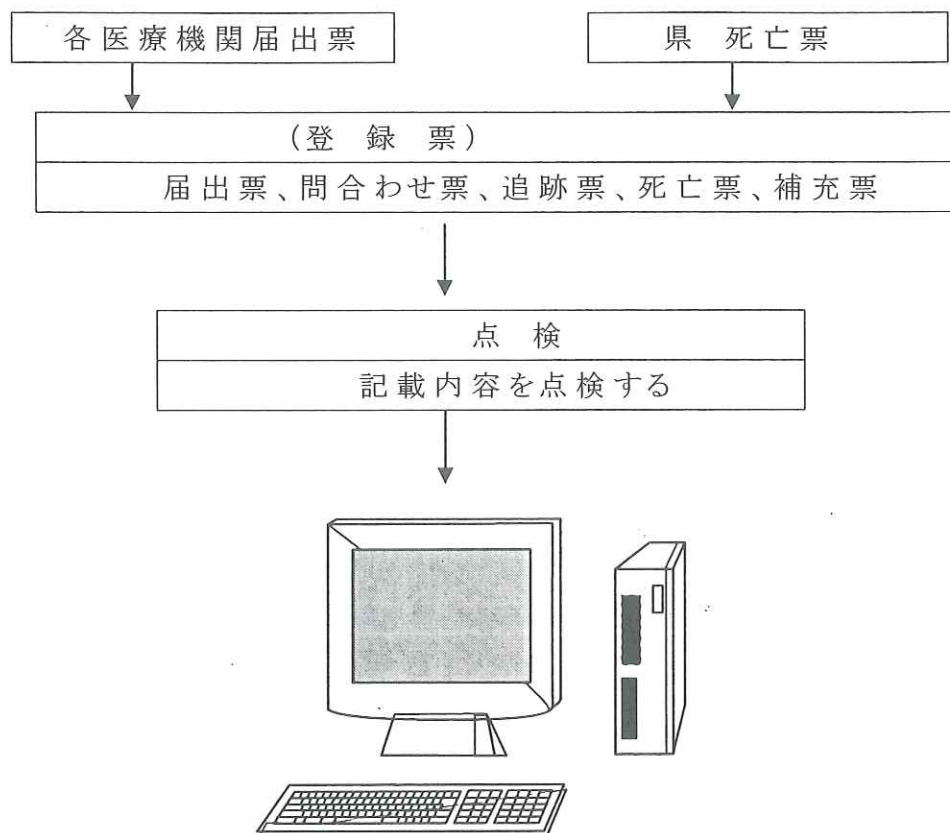 各医療機関届出票
県 死亡票
(登 録 票)
届出票、問合わせ票、追跡票、死亡票、補充票
点 検
記載内容を点検する